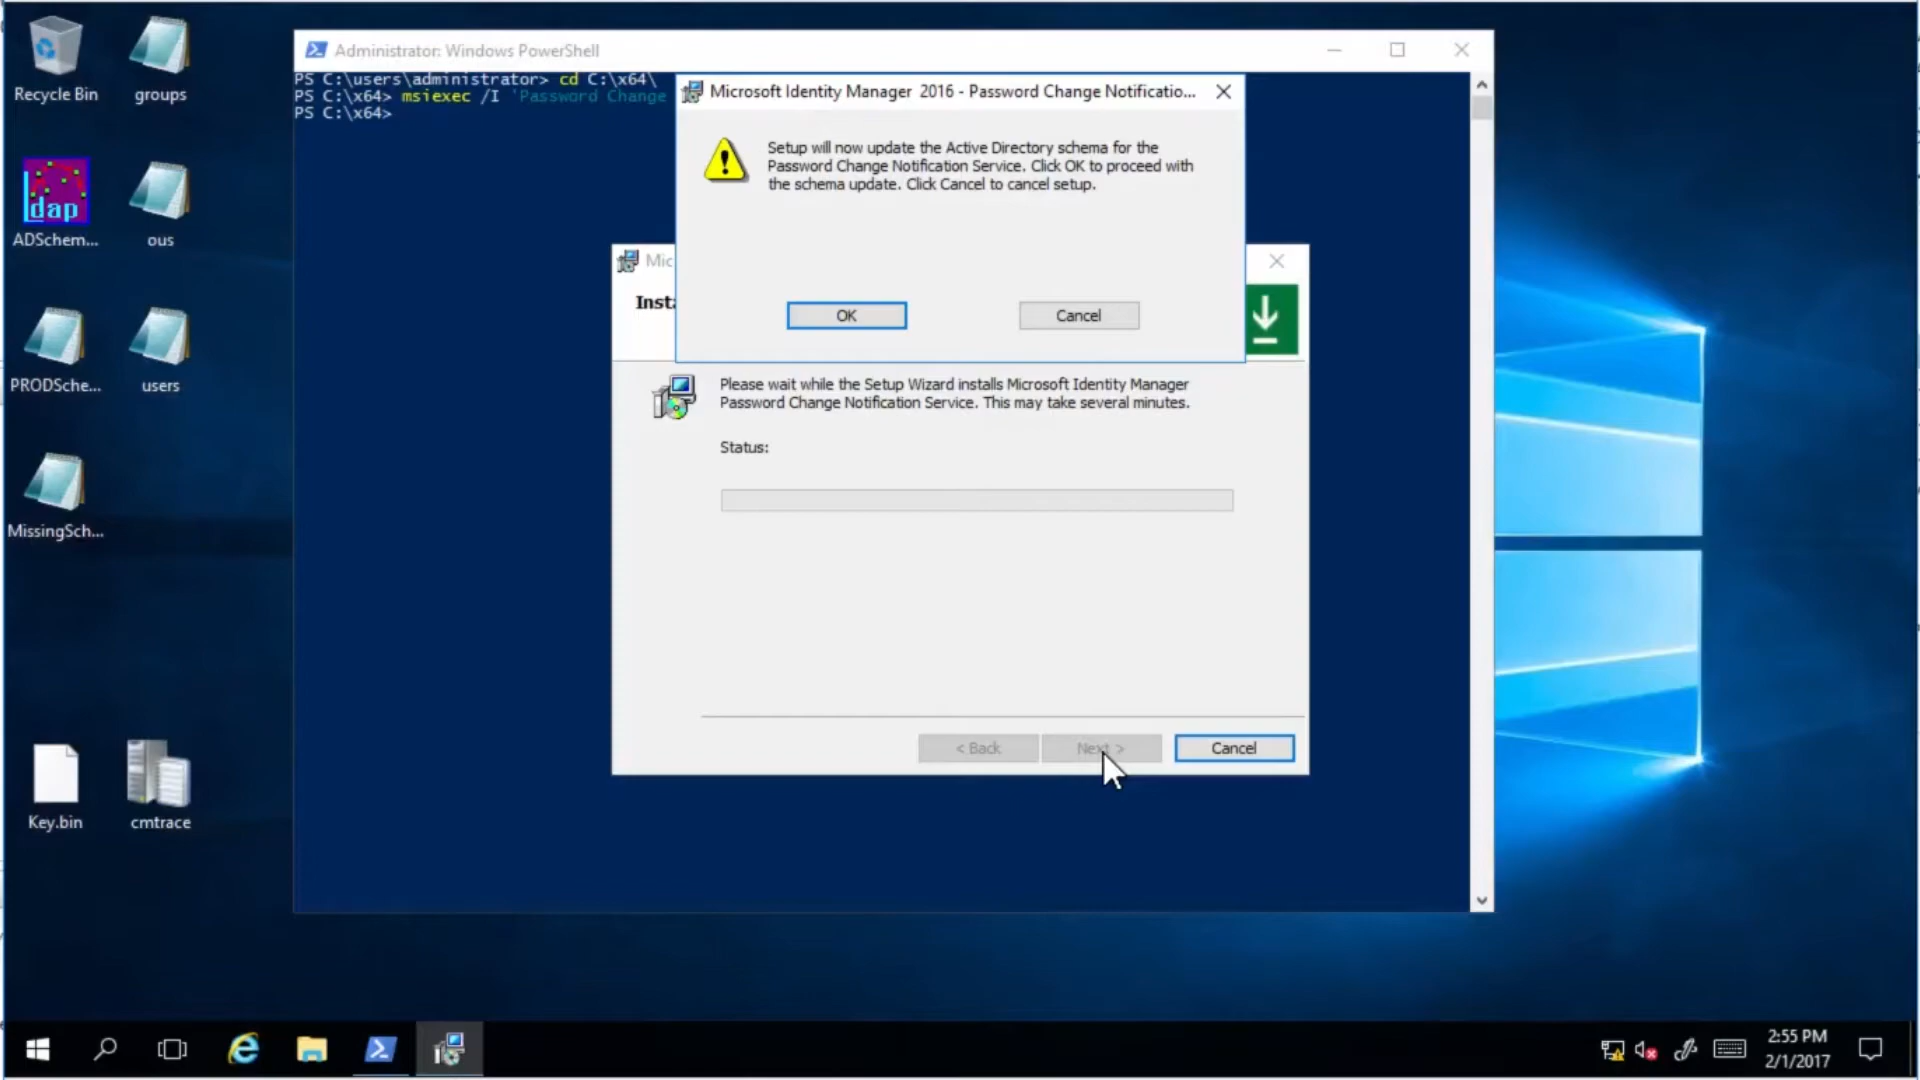 Recycle Bin
groups
ADSchem...
ous
PRODSche...
users
MissingSch...
Key.bin
cmtrace
dap
Administrator: Windows PowerShell
PS C:\users\administrator> cd C:\x64\
PS C:\x64> msiexec /I 'Password Change
PS C:\x64>
Microsoft Identity Manager 2016 - Password Change Notificatio...
Setup will now update the Active Directory schema for the
Password Change Notification Service. Click OK to proceed with
the schema update. Click Cancel to cancel setup.
OK
Cancel
Mic
Insta
Please wait while the Setup Wizard installs Microsoft Identity Manager
Password Change Notification Service. This may take several minutes.
Status:
< Back
Next >
Cancel
2:55 PM
2/1/2017